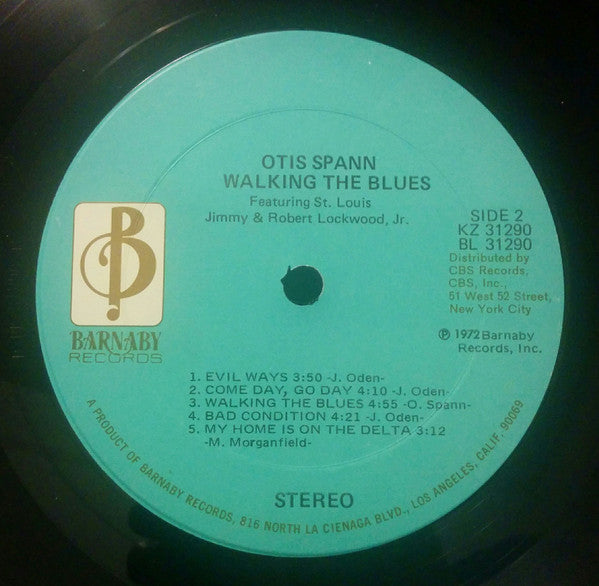 OTIS SPANN
WALKING THE BLUES
Featuring St. Louis
Jimmy & Robert Lockwood, Jr.
B
BARNABY
RECORDS
SIDE 2
KZ 31290
BL 31290
Distributed by
CBS Records,
CBS, Inc.,
51 West 52 Street,
New York City
℗ 1972 Barnaby
Records, Inc.
1. EVIL WAYS 3:50 -J. Oden-
2. COME DAY, GO DAY 4:10 -J. Oden-
3. WALKING THE BLUES 4:55 -O. Spann-
4. BAD CONDITION 4:21 -J. Oden-
5. MY HOME IS ON THE DELTA 3:12
-M. Morganfield-
STEREO
A PRODUCT OF BARNABY RECORDS, 816 NORTH LA CIENAGA BLVD., LOS ANGELES, CALIF. 90069